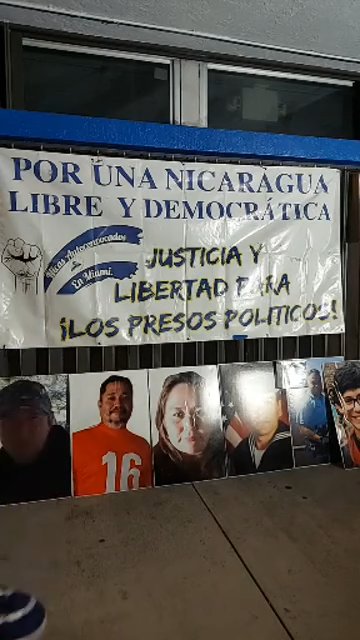 POR UNA NICARAGUA
LIBRE Y DEMOCRÁTICA
Nicas Autoconvocados
En Miami.
JUSTICIA Y
LIBERTAD PARA
¡LOS PRESOS POLITICOS!
16